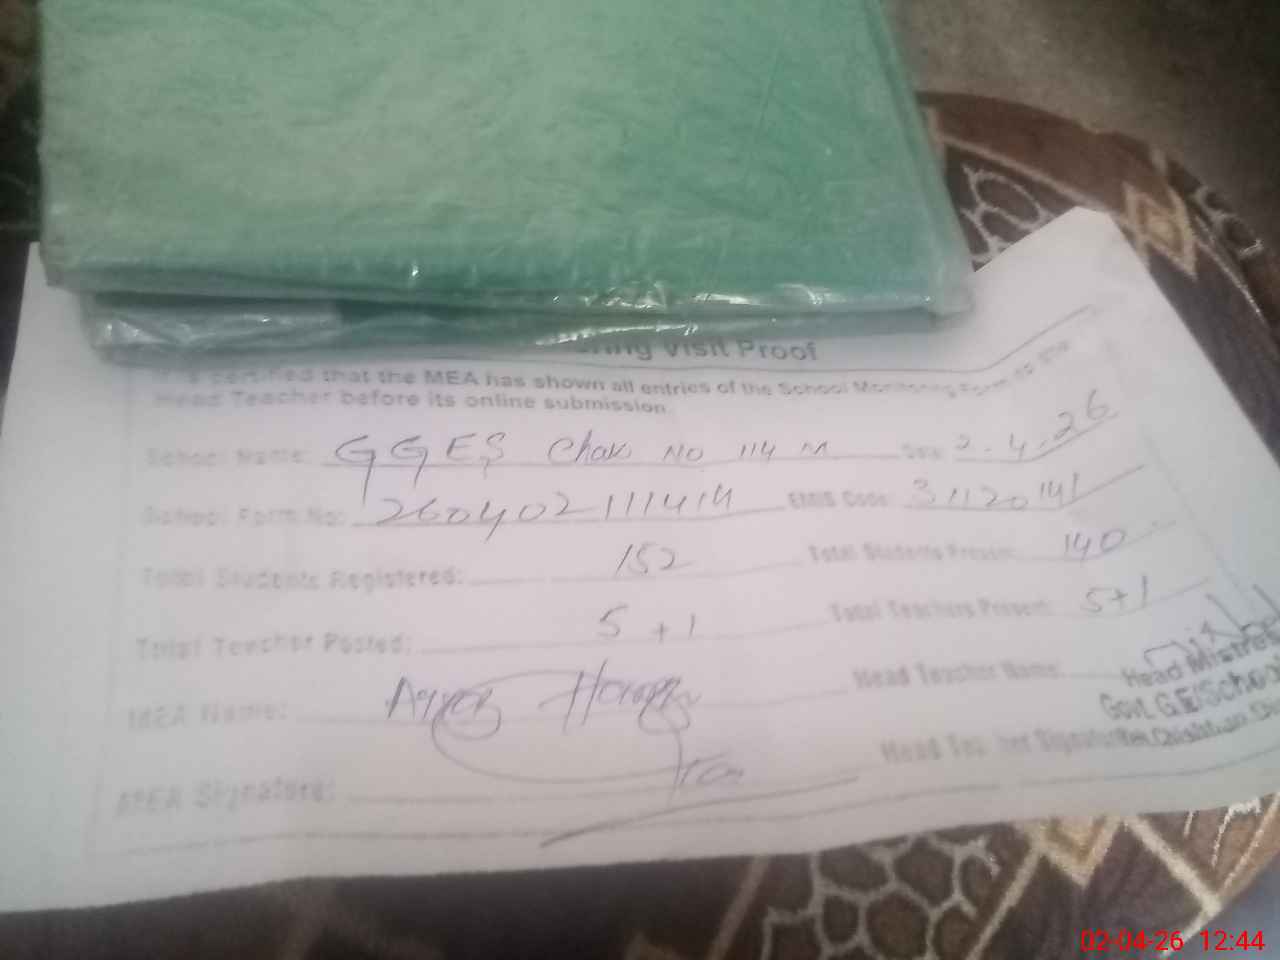 Visit Proof
It is certified that the MEA has shown all entries of the School Monitoring Form to the
Head Teacher before its online submission.
School Name: GGES Chak No 114 M Date: 2.4.26
School Form No: 260402111414 EMIS Code: 31120141
Total Students Registered: 152 Total Students Present: 140
Total Teacher Posted: 5+1 Total Teachers Present: 5+1
MEA Name: Head Teacher Name:
Head Mistress
Govt. G.E/School
MEA Signature: Head Teacher Signature
02-04-26 12:44